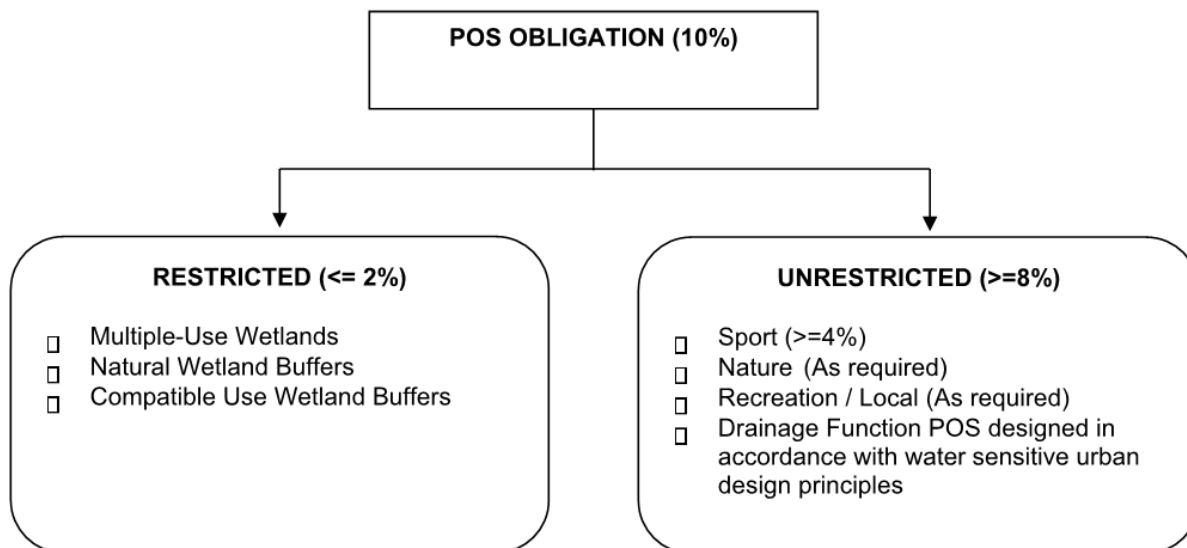 POS OBLIGATION (10%)
RESTRICTED (<= 2%)
Multiple-Use Wetlands
Natural Wetland Buffers
Compatible Use Wetland Buffers
UNRESTRICTED (>=8%)
Sport (>=4%)
Nature (As required)
Recreation / Local (As required)
Drainage Function POS designed in
accordance with water sensitive urban
design principles